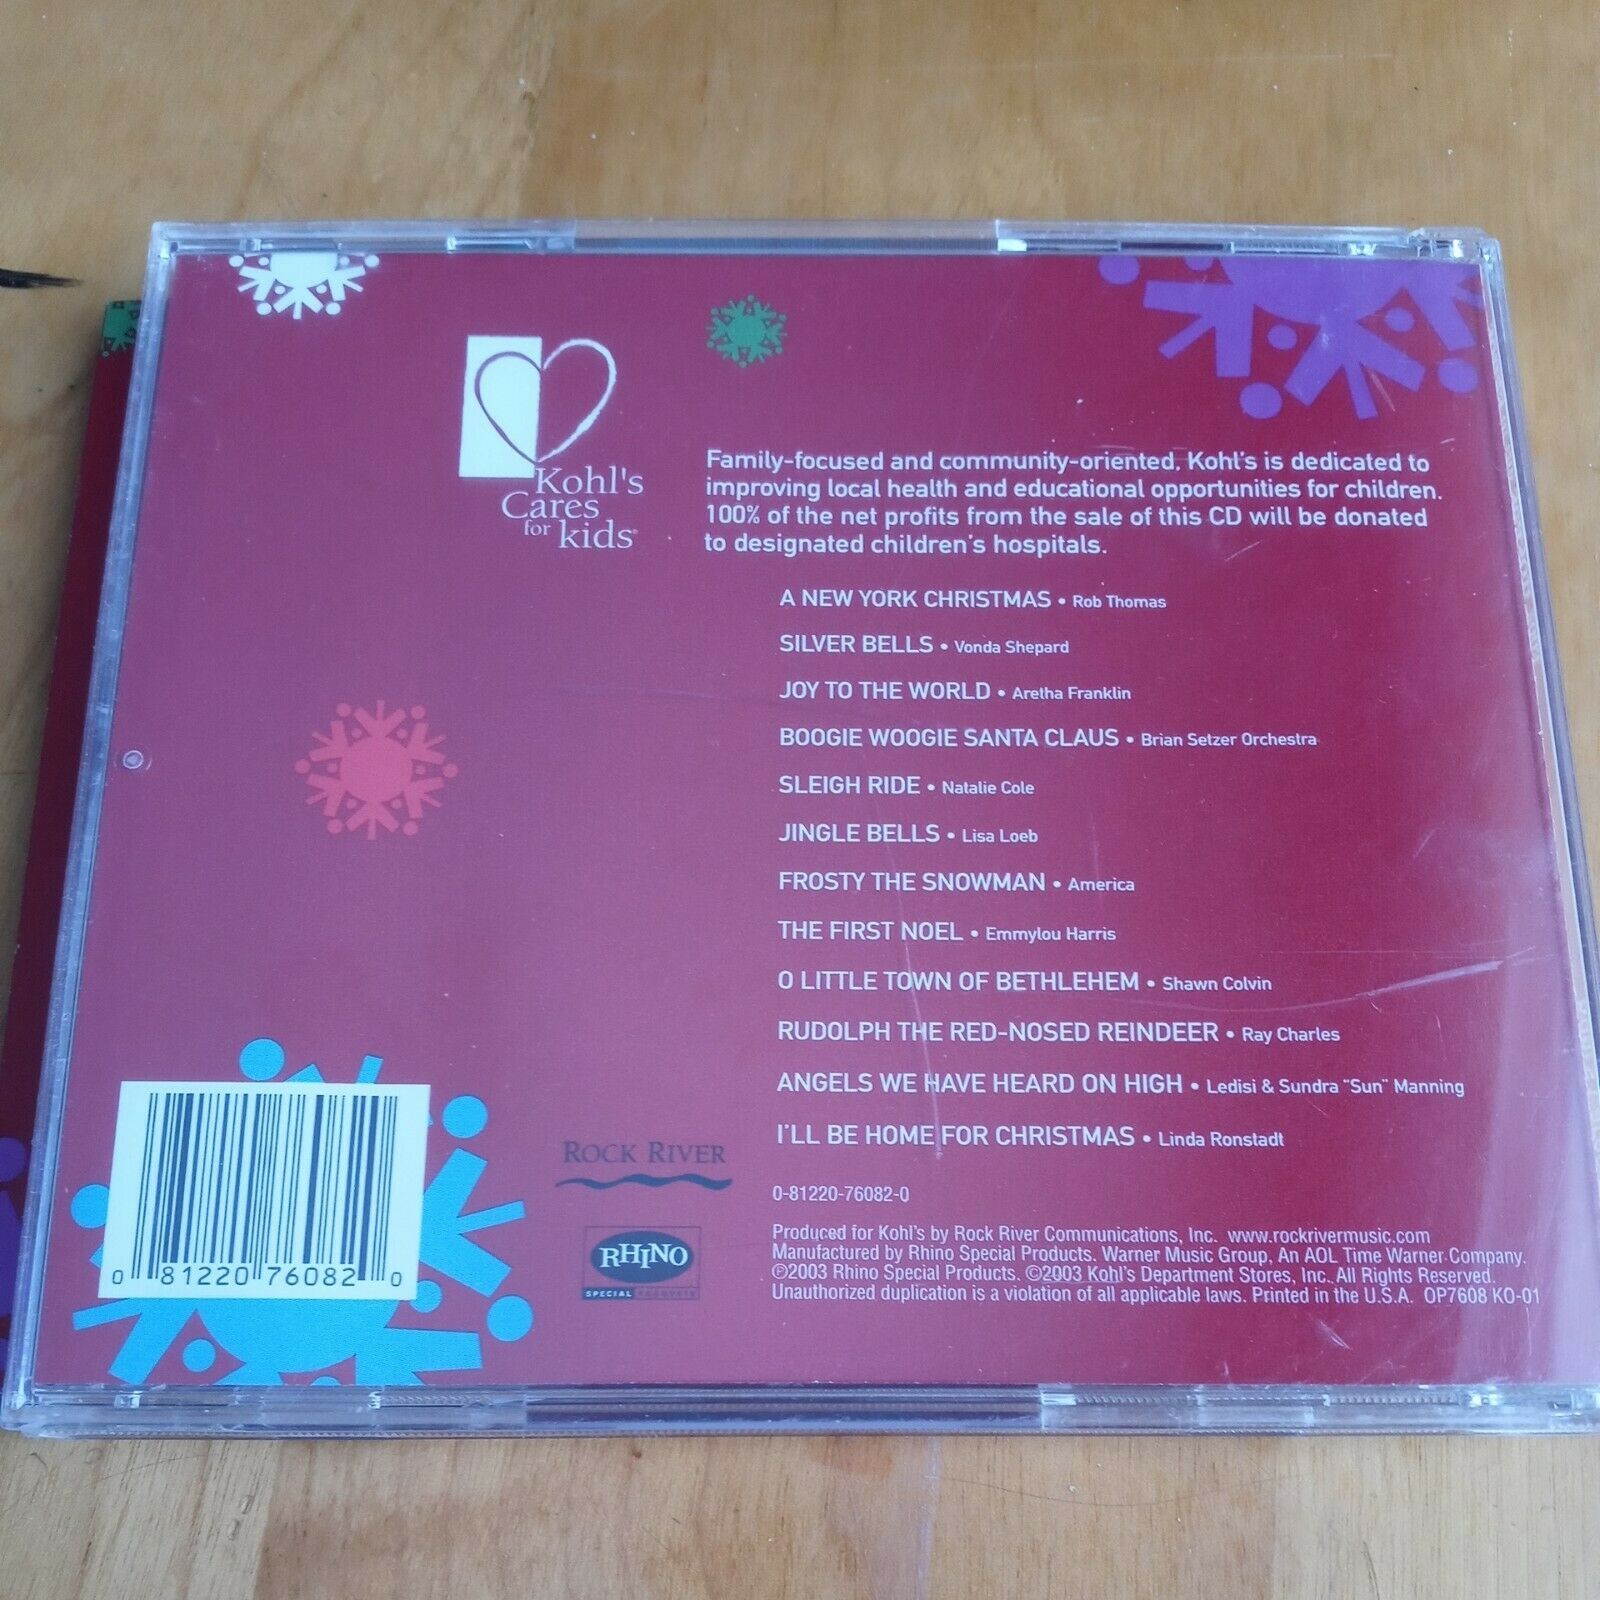 Kohl's
Cares
for kids®
Family-focused and community-oriented, Kohl's is dedicated to
improving local health and educational opportunities for children.
100% of the net profits from the sale of this CD will be donated
to designated children's hospitals.
A NEW YORK CHRISTMAS • Rob Thomas
SILVER BELLS • Vonda Shepard
JOY TO THE WORLD • Aretha Franklin
BOOGIE WOOGIE SANTA CLAUS • Brian Setzer Orchestra
SLEIGH RIDE • Natalie Cole
JINGLE BELLS • Lisa Loeb
FROSTY THE SNOWMAN • America
THE FIRST NOEL • Emmylou Harris
O LITTLE TOWN OF BETHLEHEM • Shawn Colvin
RUDOLPH THE RED-NOSED REINDEER • Ray Charles
ANGELS WE HAVE HEARD ON HIGH • Ledisi & Sundra "Sun" Manning
I'LL BE HOME FOR CHRISTMAS • Linda Ronstadt
0 81220 76082 0
ROCK RIVER
RHINO
SPECIAL PRODUCTS
0-81220-76082-0
Produced for Kohl's by Rock River Communications, Inc. www.rockrivermusic.com
Manufactured by Rhino Special Products. Warner Music Group, An AOL Time Warner Company.
℗2003 Rhino Special Products. ©2003 Kohl's Department Stores, Inc. All Rights Reserved.
Unauthorized duplication is a violation of all applicable laws. Printed in the U.S.A. OP7608 KO-01